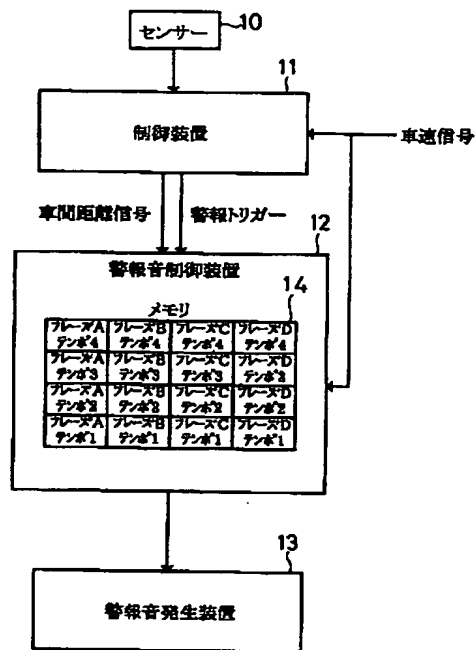 10
センサー
11
制御装置
車速信号
車間距離信号 警報トリガー
12
警報音制御装置
メモリ
14
フレーズA フレーズB フレーズC フレーズD
テンポ4 テンポ4 テンポ4 テンポ4
フレーズA フレーズB フレーズC フレーズD
テンポ3 テンポ3 テンポ3 テンポ2
フレーズA フレーズB フレーズC フレーズD
テンポ2 テンポ2 テンポ2 テンポ2
フレーズA フレーズB フレーズC フレーズD
テンポ1 テンポ1 テンポ1 テンポ1
13
警報音発生装置